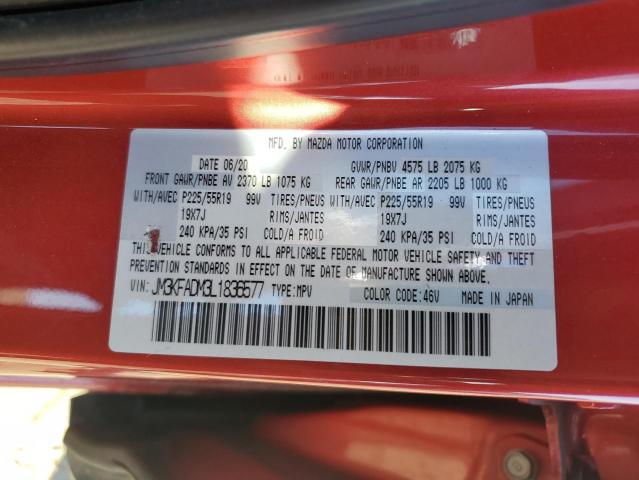 MFD. BY MAZDA MOTOR CORPORATION
DATE 06/20 GVWR/PNBV 4575 LB 2075 KG
FRONT GAWR/PNBE AV 2370 LB 1075 KG REAR GAWR/PNBE AR 2205 LB 1000 KG
WITH/AVEC P225/55R19 99V TIRES/PNEUS WITH/AVEC P225/55R19 99V TIRES/PNEUS
19X7J RIMS/JANTES 19X7J RIMS/JANTES
240 KPA/35 PSI COLD/A FROID 240 KPA/35 PSI COLD/A FROID
THIS VEHICLE CONFORMS TO ALL APPLICABLE FEDERAL MOTOR VEHICLE SAFETY AND THEFT
PREVENTION STANDARDS IN EFFECT ON THE DATE OF MANUFACTURE SHOWN ABOVE.
VIN: JM3KFADM3L1836577 TYPE:MPV COLOR CODE:46V MADE IN JAPAN